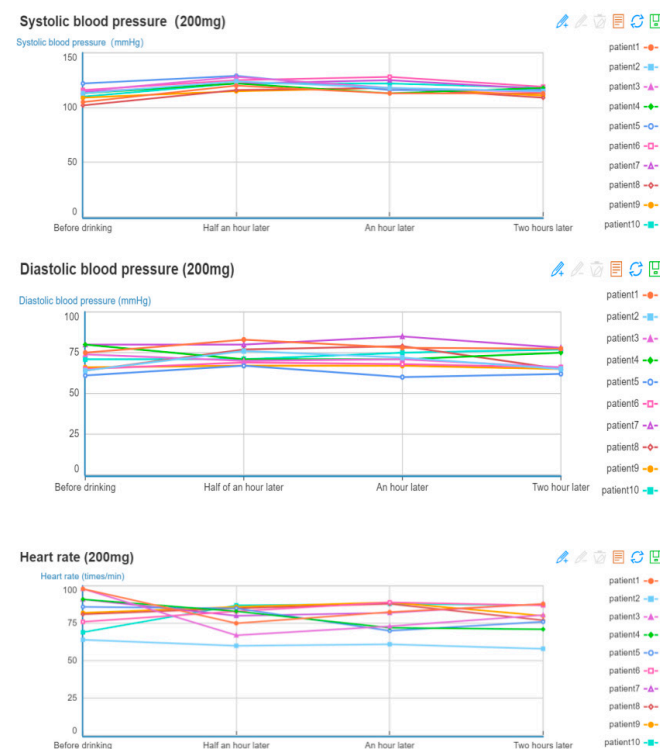 Systolic blood pressure (200mg)
Systolic blood pressure (mmHg)
150
100
50
0
Before drinking
Half an hour later
An hour later
Two hours later
patient1
patient2
patient3
patient4
patient5
patient6
patient7
patient8
patient9
patient10
Diastolic blood pressure (200mg)
Diastolic blood pressure (mmHg)
100
75
50
25
0
Before drinking
Half of an hour later
An hour later
Two hour later
patient1
patient2
patient3
patient4
patient5
patient6
patient7
patient8
patient9
patient10
Heart rate (200mg)
Heart rate (times/min)
100
75
50
25
0
Before drinking
Half an hour later
An hour later
Two hours later
patient1
patient2
patient3
patient4
patient5
patient6
patient7
patient8
patient9
patient10